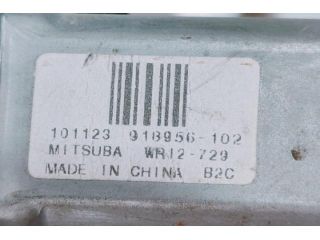 101123 918956-102
MITSUBA WR12-729
MADE IN CHINA B2C